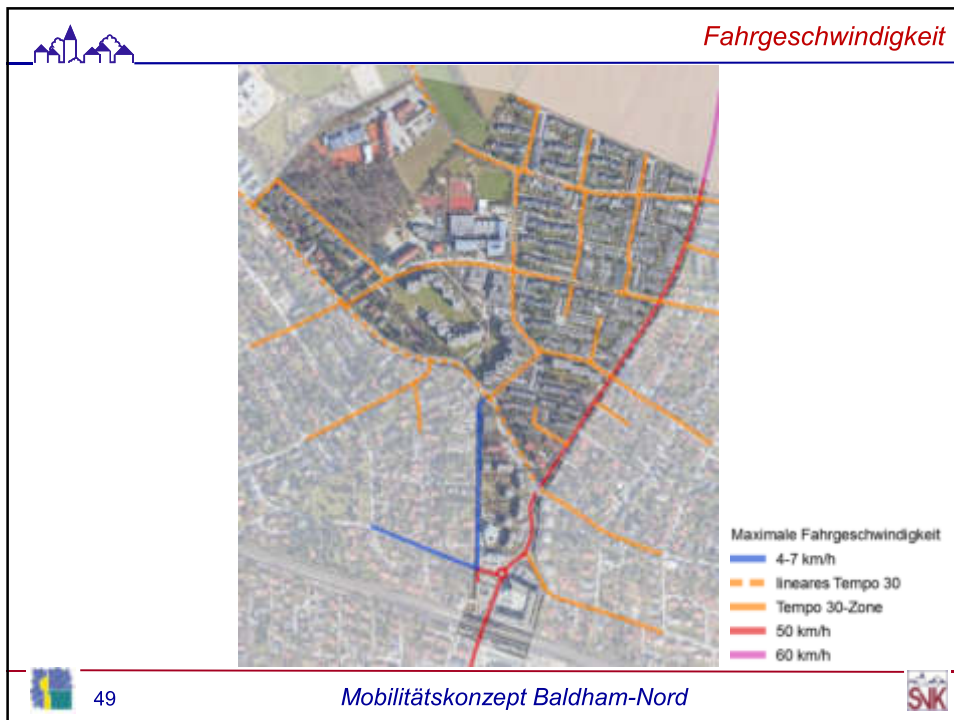 Fahrgeschwindigkeit
Maximale Fahrgeschwindigkeit
4-7 km/h
lineares Tempo 30
Tempo 30-Zone
50 km/h
60 km/h
49
Mobilitätskonzept Baldham-Nord
SVK